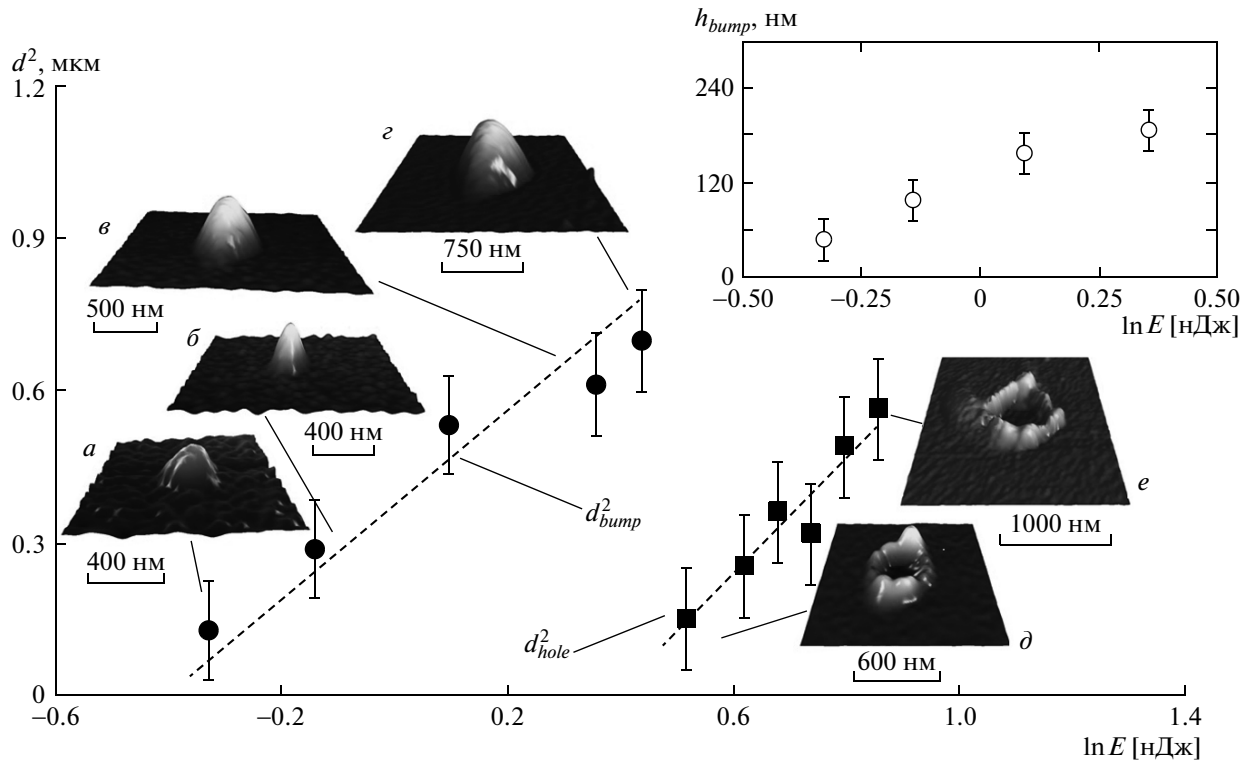 h_bump, нм
240
120
0
−0.50
−0.25
0
0.25
0.50
ln E [нДж]
d², мкм
1.2
0.9
0.6
0.3
0
−0.6
−0.2
0.2
0.6
1.0
1.4
ln E [нДж]
г
750 нм
в
500 нм
б
400 нм
а
400 нм
d²_bump
d²_hole
е
1000 нм
д
600 нм